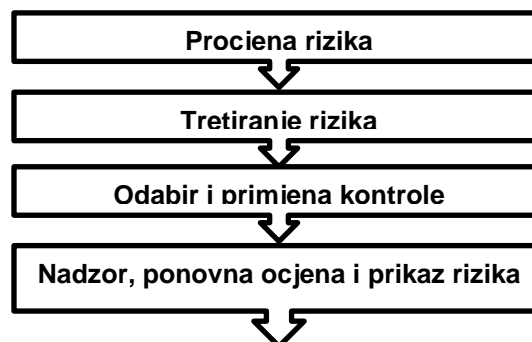 Procjena rizika
Tretiranje rizika
Odabir i primjena kontrole
Nadzor, ponovna ocjena i prikaz rizika